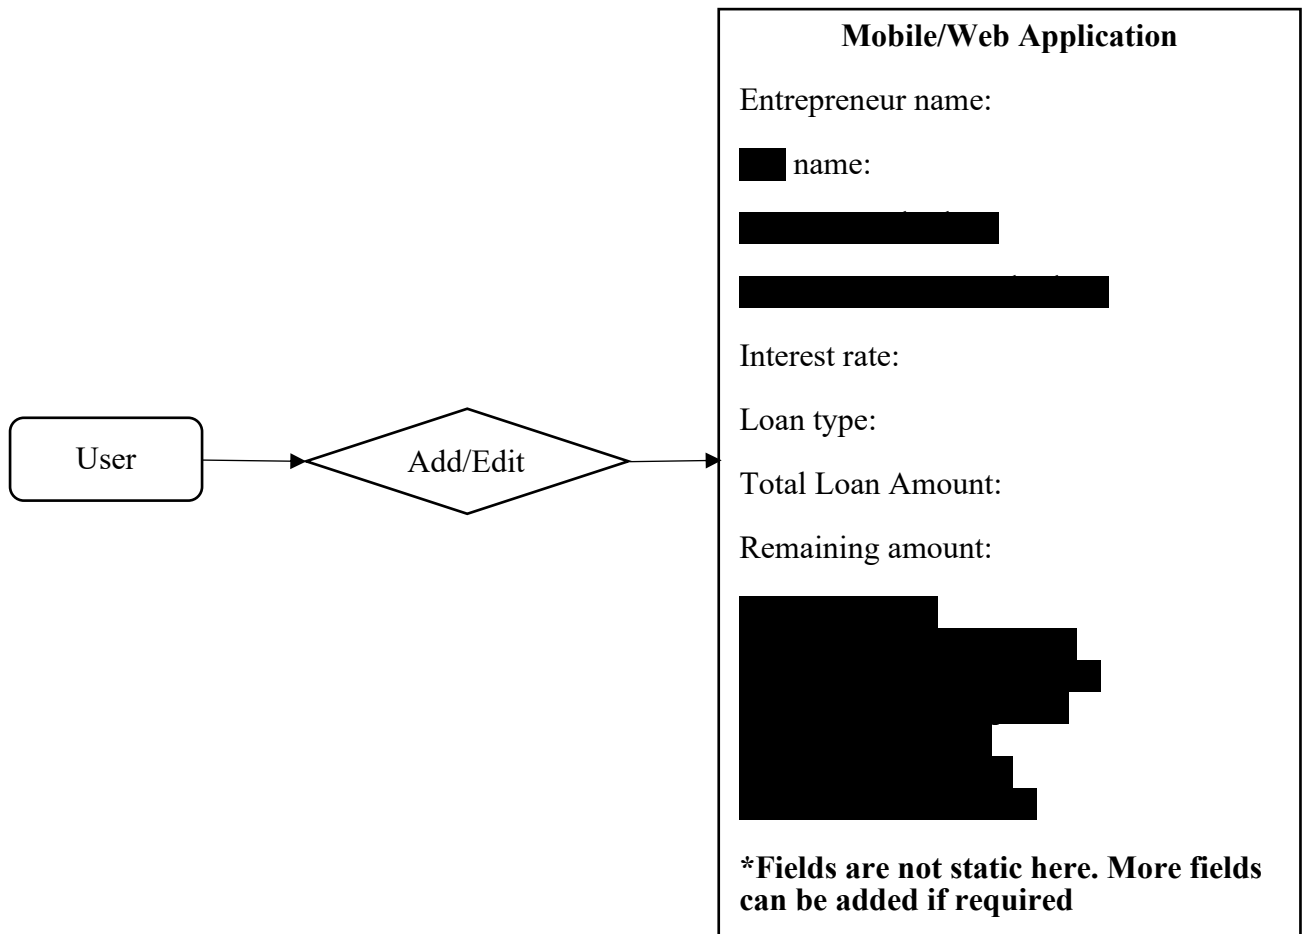 Mobile/Web Application
Entrepreneur name:
name:
Interest rate:
Loan type:
User
Add/Edit
Total Loan Amount:
Remaining amount:
*Fields are not static here. More fields
can be added if required